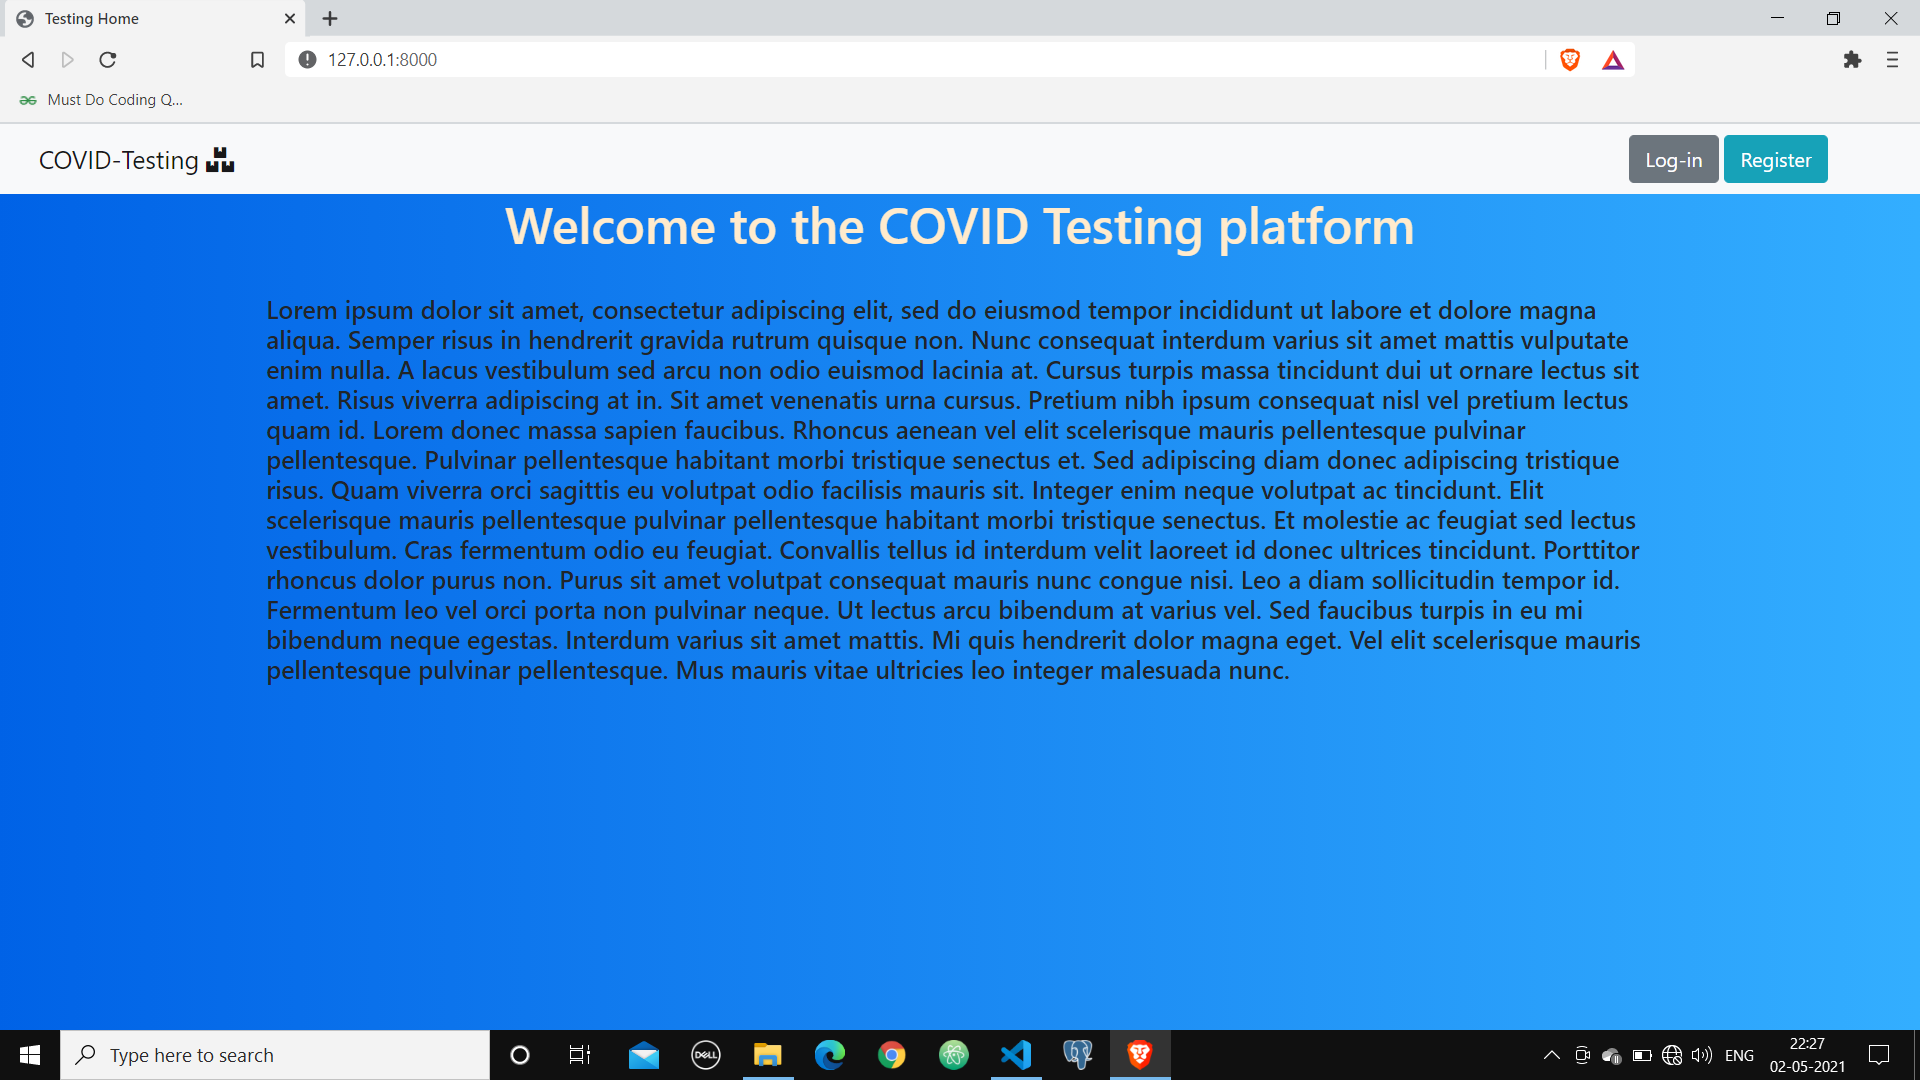 Testing Home
127.0.0.1:8000
Must Do Coding Q...
COVID-Testing
Log-in
Register
Welcome to the COVID Testing platform
Lorem ipsum dolor sit amet, consectetur adipiscing elit, sed do eiusmod tempor incididunt ut labore et dolore magna
aliqua. Semper risus in hendrerit gravida rutrum quisque non. Nunc consequat interdum varius sit amet mattis vulputate
enim nulla. A lacus vestibulum sed arcu non odio euismod lacinia at. Cursus turpis massa tincidunt dui ut ornare lectus sit
amet. Risus viverra adipiscing at in. Sit amet venenatis urna cursus. Pretium nibh ipsum consequat nisl vel pretium lectus
quam id. Lorem donec massa sapien faucibus. Rhoncus aenean vel elit scelerisque mauris pellentesque pulvinar
pellentesque. Pulvinar pellentesque habitant morbi tristique senectus et. Sed adipiscing diam donec adipiscing tristique
risus. Quam viverra orci sagittis eu volutpat odio facilisis mauris sit. Integer enim neque volutpat ac tincidunt. Elit
scelerisque mauris pellentesque pulvinar pellentesque habitant morbi tristique senectus. Et molestie ac feugiat sed lectus
vestibulum. Cras fermentum odio eu feugiat. Convallis tellus id interdum velit laoreet id donec ultrices tincidunt. Porttitor
rhoncus dolor purus non. Purus sit amet volutpat consequat mauris nunc congue nisi. Leo a diam sollicitudin tempor id.
Fermentum leo vel orci porta non pulvinar neque. Ut lectus arcu bibendum at varius vel. Sed faucibus turpis in eu mi
bibendum neque egestas. Interdum varius sit amet mattis. Mi quis hendrerit dolor magna eget. Vel elit scelerisque mauris
pellentesque pulvinar pellentesque. Mus mauris vitae ultricies leo integer malesuada nunc.
Type here to search
DELL
ENG
22:27
02-05-2021